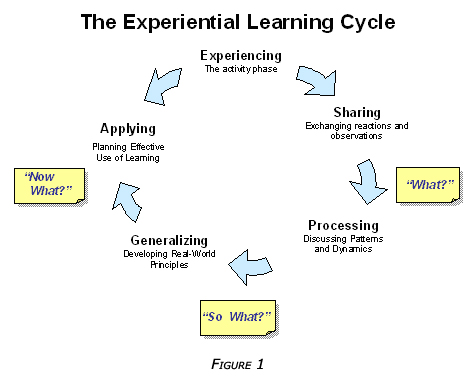 The Experiential Learning Cycle
Experiencing
The activity phase
Sharing
Exchanging reactions and
observations
"What?"
Processing
Discussing Patterns
and Dynamics
"So What?"
Generalizing
Developing Real-World
Principles
"Now
What?"
Applying
Planning Effective
Use of Learning
FIGURE 1